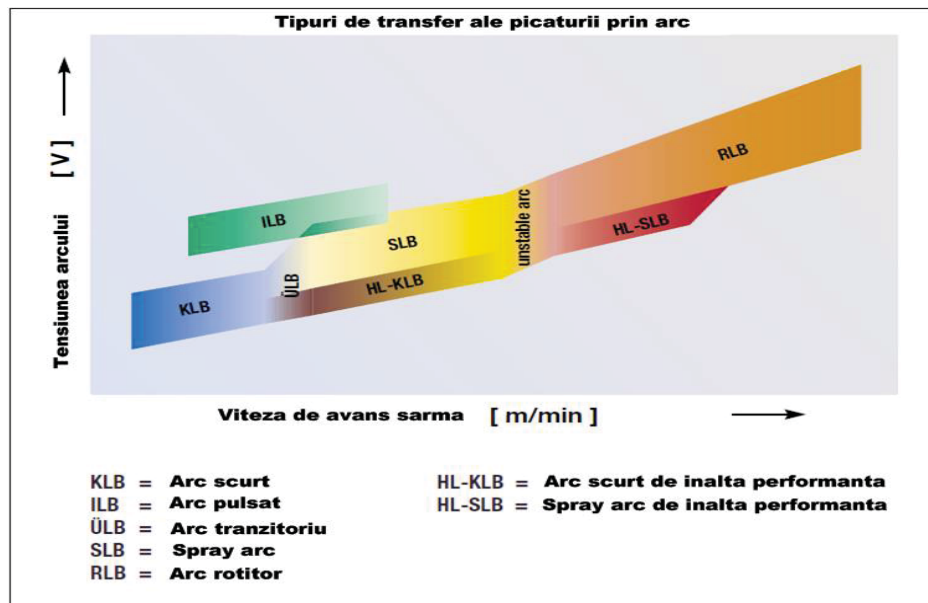 Tipuri de transfer ale picaturii prin arc
Tensiunea arcului [ V ]
ILB
KLB
ÜLB
SLB
HL-KLB
unstable arc
HL-SLB
RLB
Viteza de avans sarma [ m/min ]
KLB = Arc scurt
ILB = Arc pulsat
ÜLB = Arc tranzitoriu
SLB = Spray arc
RLB = Arc rotitor
HL-KLB = Arc scurt de inalta performanta
HL-SLB = Spray arc de inalta performanta